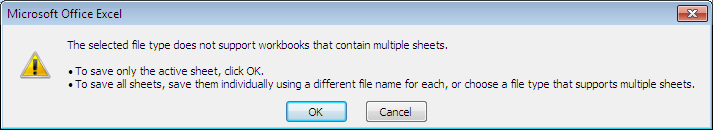 Microsoft Office Excel
The selected file type does not support workbooks that contain multiple sheets.
• To save only the active sheet, click OK.
• To save all sheets, save them individually using a different file name for each, or choose a file type that supports multiple sheets.
OK Cancel